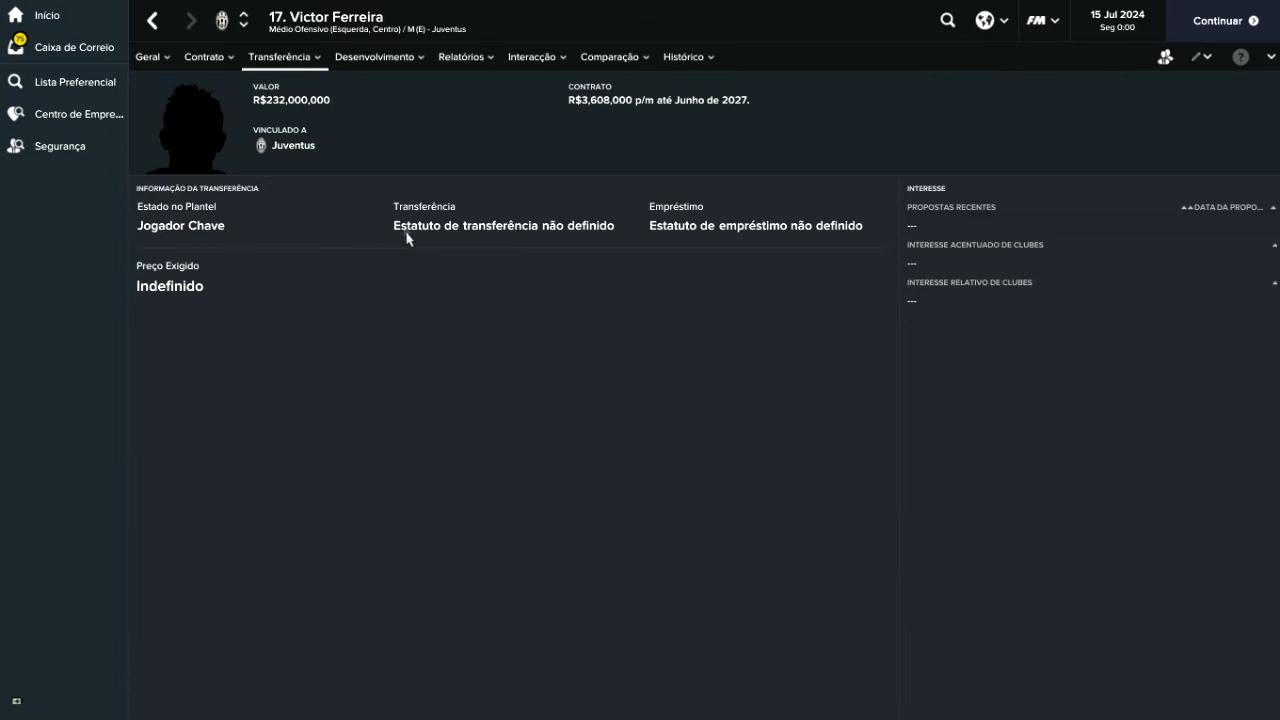 Início
75
Caixa de Correio
Lista Preferencial
Centro de Empre...
Segurança
17. Victor Ferreira
Médio Ofensivo (Esquerda, Centro) / M (E) - Juventus
FM
15 Jul 2024
Seg 0:00
Continuar
Geral
Contrato
Transferência
Desenvolvimento
Relatórios
Interacção
Comparação
Histórico
?
VALOR
R$232,000,000
CONTRATO
R$3,608,000 p/m até Junho de 2027.
VINCULADO A
Juventus
INFORMAÇÃO DA TRANSFERÊNCIA
Estado no Plantel
Jogador Chave
Transferência
Estatuto de transferência não definido
Empréstimo
Estatuto de empréstimo não definido
Preço Exigido
Indefinido
INTERESSE
PROPOSTAS RECENTES
DATA DA PROPO...
---
INTERESSE ACENTUADO DE CLUBES
---
INTERESSE RELATIVO DE CLUBES
---